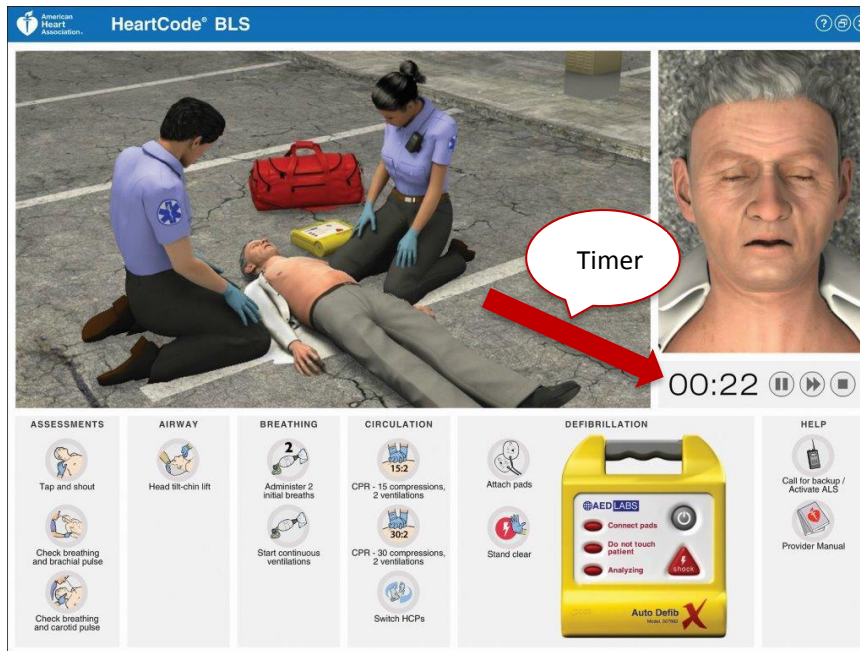 American
Heart
Association.
HeartCode® BLS
?
Timer
00:22
ASSESSMENTS
Tap and shout
Check breathing
and brachial pulse
Check breathing
and carotid pulse
AIRWAY
Head tilt-chin lift
BREATHING
2
Administer 2
initial breaths
Start continuous
ventilations
CIRCULATION
15:2
CPR - 15 compressions,
2 ventilations
30:2
CPR - 30 compressions,
2 ventilations
Switch HCPs
DEFIBRILLATION
Attach pads
Stand clear
AED LABS
Connect pads
Do not touch
patient
Analyzing
shock
Auto Defib X
HELP
Call for backup /
Activate ALS
Provider Manual